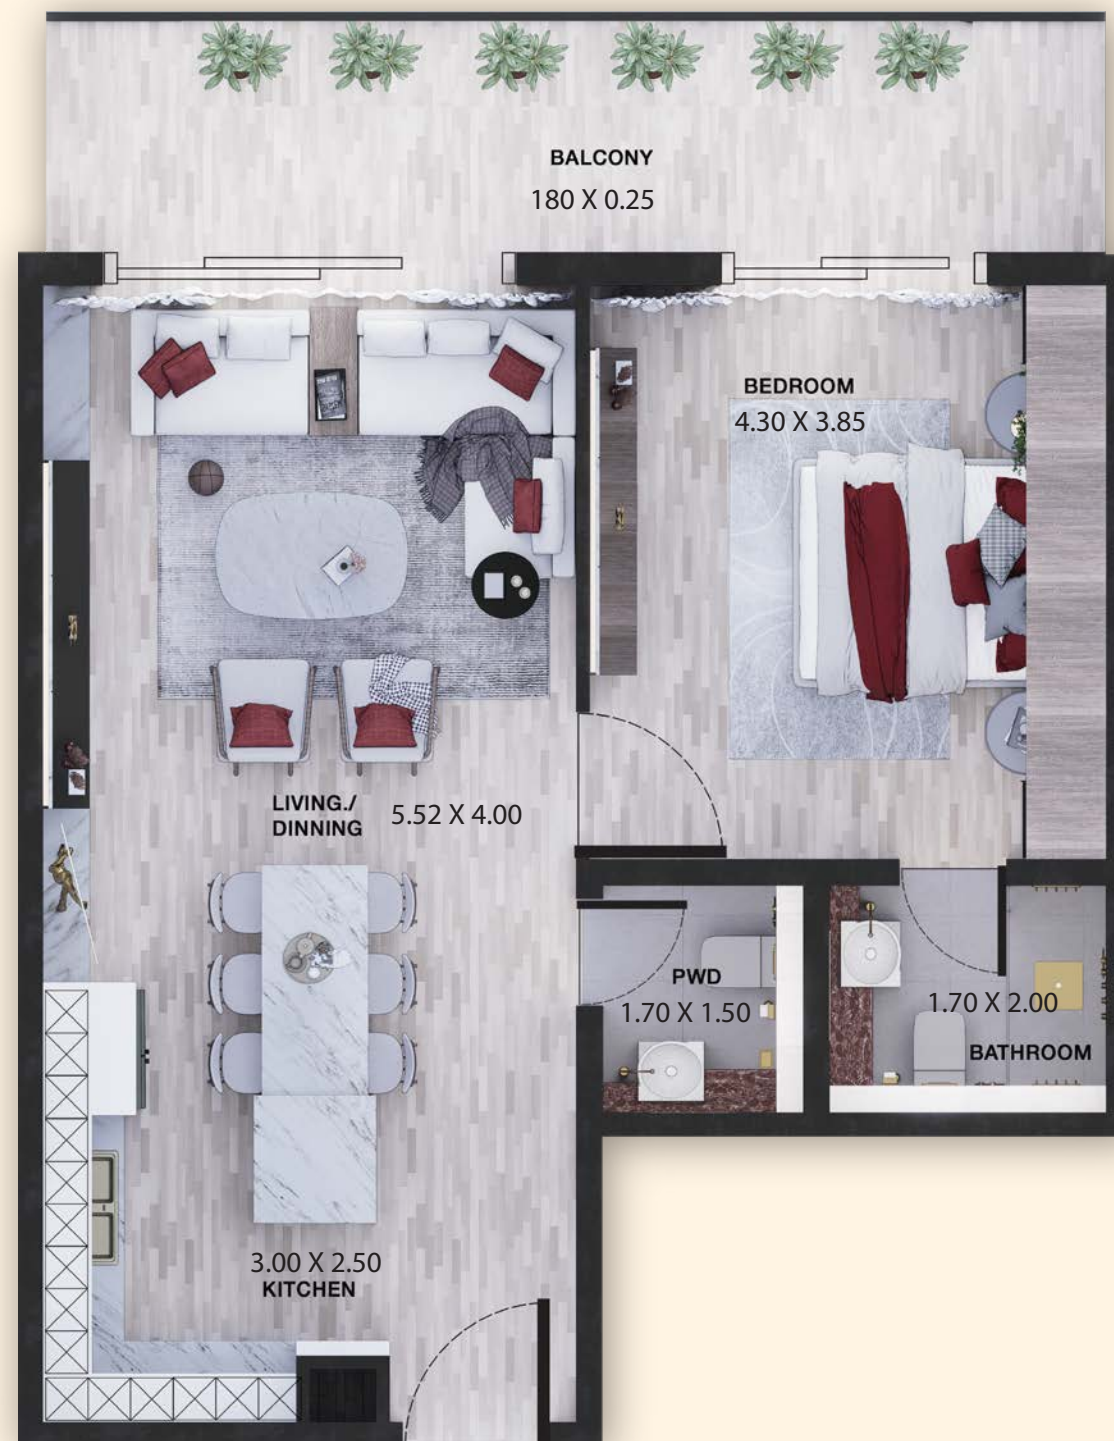 BALCONY
180 X 0.25
BEDROOM
4.30 X 3.85
LIVING./
DINNING
5.52 X 4.00
PWD
1.70 X 1.50
1.70 X 2.00
BATHROOM
3.00 X 2.50
KITCHEN